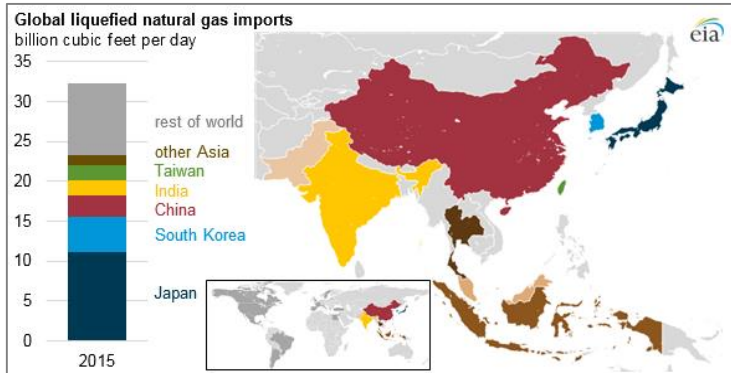 Global liquefied natural gas imports
billion cubic feet per day
eia
35
30
25
20
15
10
5
0
rest of world
other Asia
Taiwan
India
China
South Korea
Japan
2015